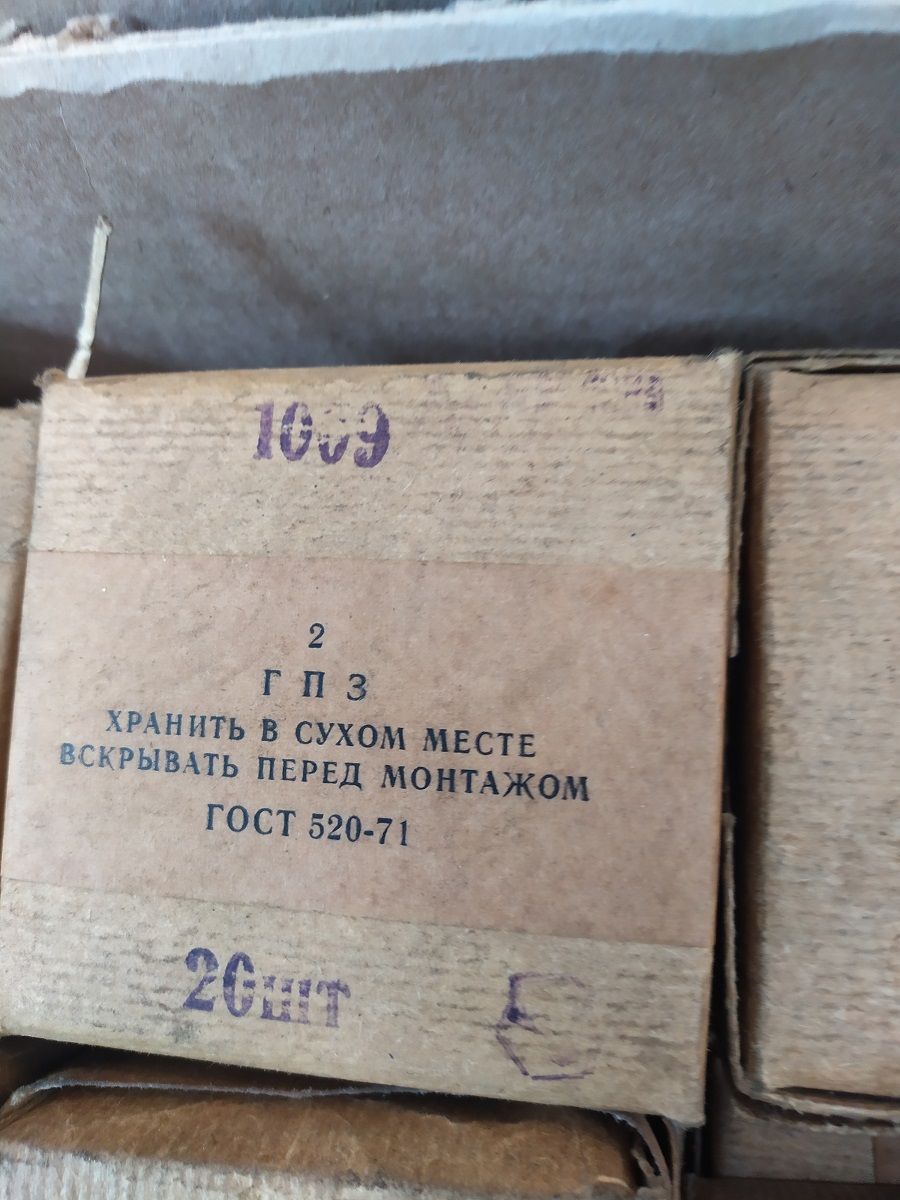 1009
2
ГПЗ
ХРАНИТЬ В СУХОМ МЕСТЕ
ВСКРЫВАТЬ ПЕРЕД МОНТАЖОМ
ГОСТ 520-71
20шт